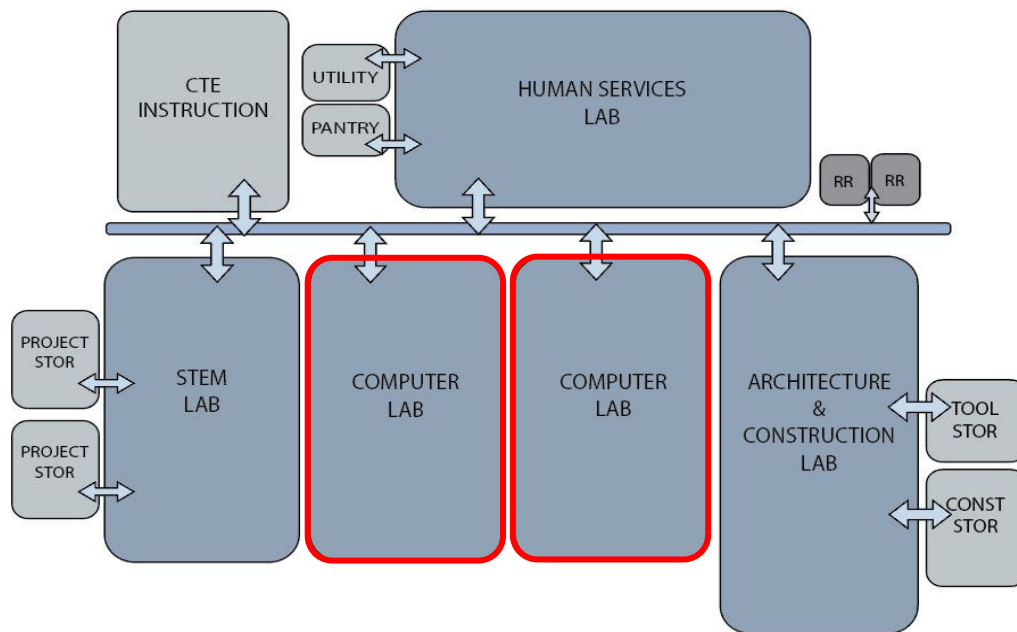 CTE
INSTRUCTION
UTILITY
PANTRY
HUMAN SERVICES
LAB
RR
RR
PROJECT
STOR
PROJECT
STOR
STEM
LAB
COMPUTER
LAB
COMPUTER
LAB
ARCHITECTURE
&
CONSTRUCTION
LAB
TOOL
STOR
CONST
STOR